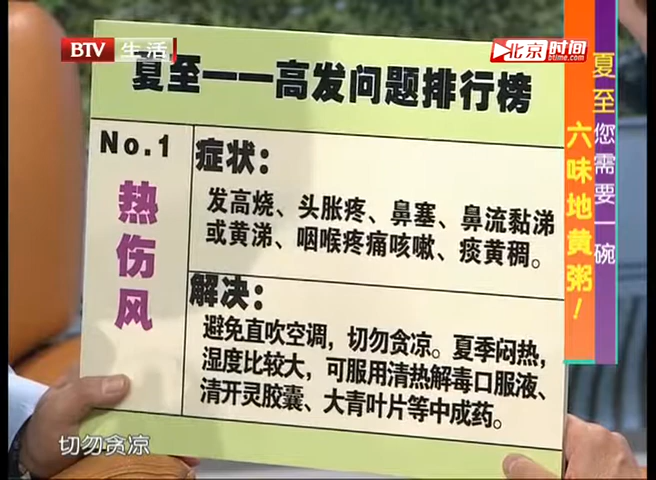 BTV 生活
北京时间
btime.com
夏至一一高发问题排行榜
No.1
热伤风
症状：
发高烧、头胀疼、鼻塞、鼻流黏涕
或黄涕、咽喉疼痛咳嗽、痰黄稠。
解决：
避免直吹空调，切勿贪凉。夏季闷热，
湿度比较大，可服用清热解毒口服液、
清开灵胶囊、大青叶片等中成药。
夏至您需要一碗
六味地黄粥！
切勿贪凉